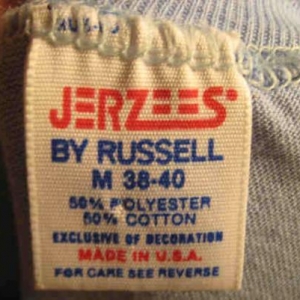 JERZEES®
BY RUSSELL
M 38-40
50% POLYESTER
50% COTTON
EXCLUSIVE OF DECORATION
MADE IN U.S.A.
FOR CARE SEE REVERSE